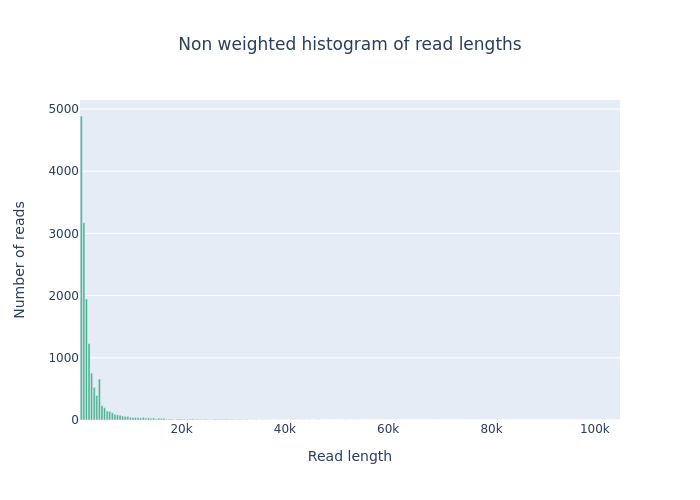 Non weighted histogram of read lengths
5000
4000
3000
2000
1000
0
Number of reads
20k
40k
60k
80k
100k
Read length